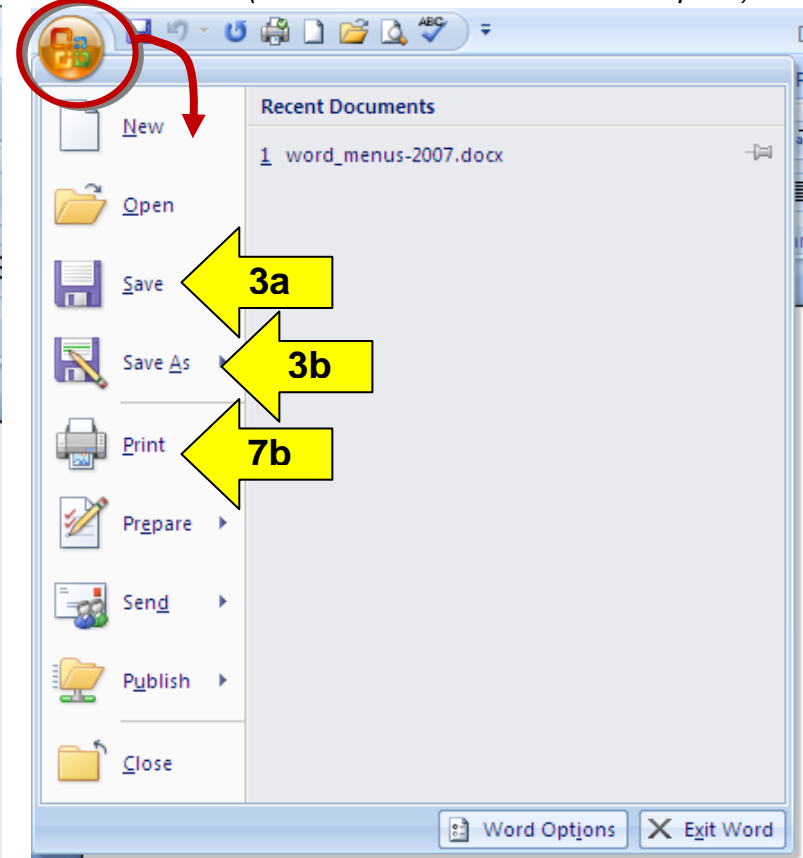 ABC
Recent Documents
New
1 word_menus-2007.docx
Open
Save 3a
Save As 3b
Print 7b
Prepare
Send
Publish
Close
Word Options Exit Word